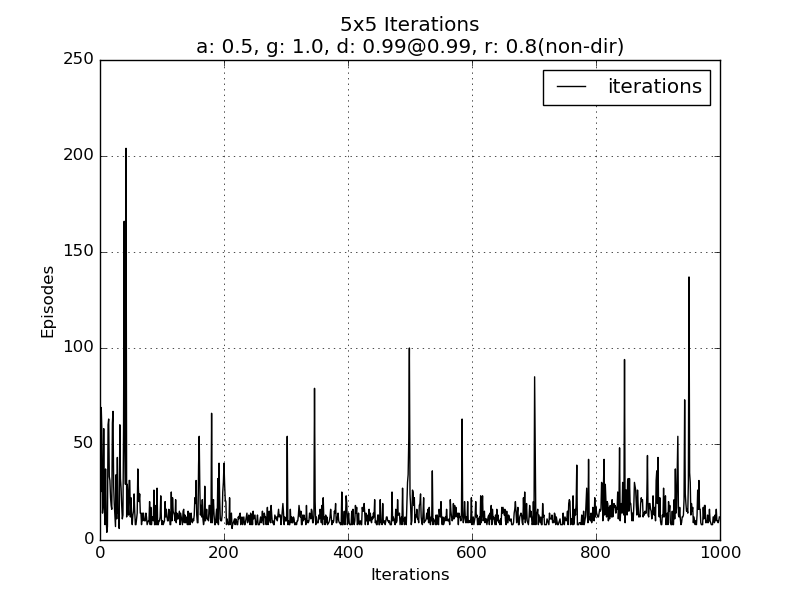 5x5 Iterations
a: 0.5, g: 1.0, d: 0.99@0.99, r: 0.8(non-dir)
iterations
250
200
150
100
50
0
Episodes
0 200 400 600 800 1000
Iterations